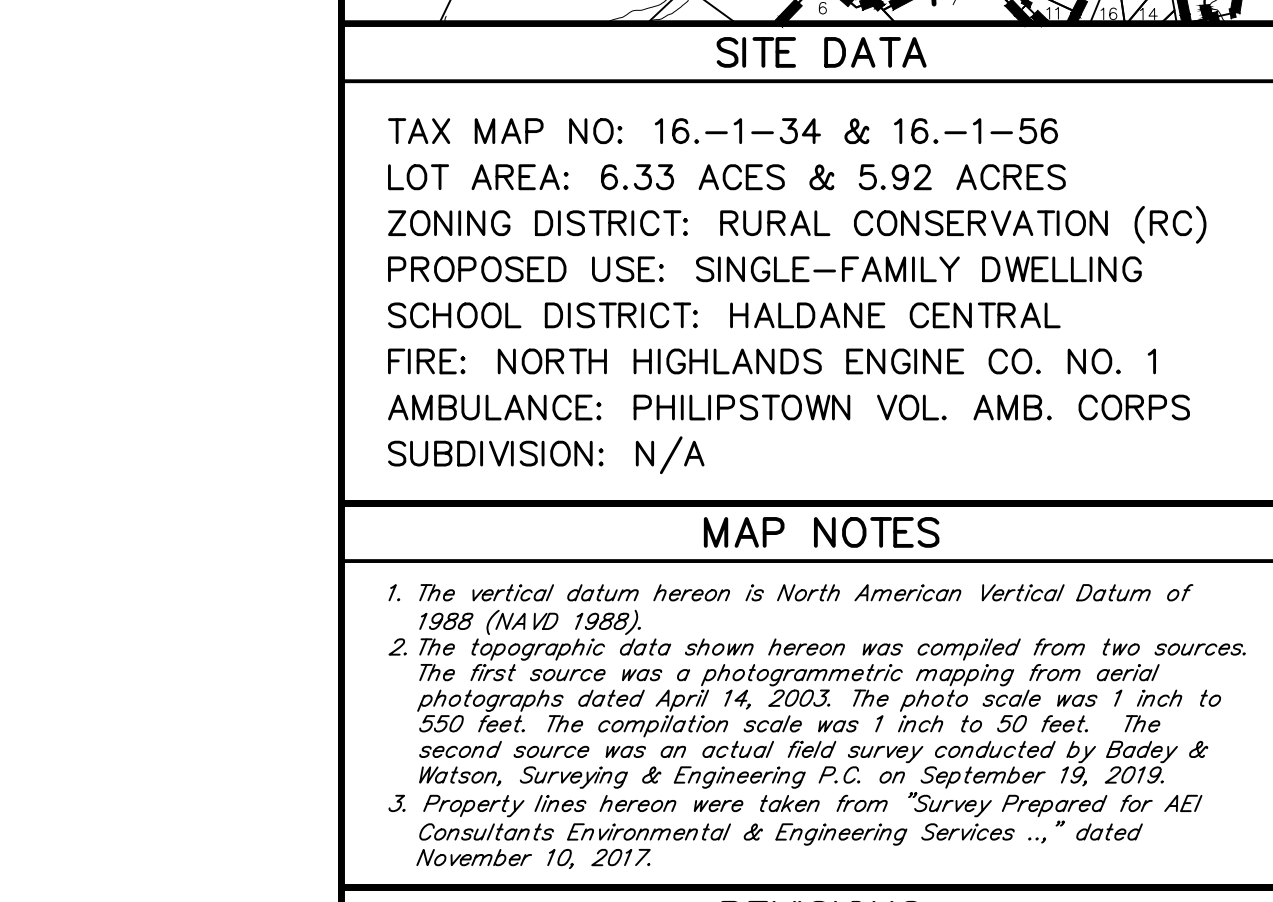 6
11
16
14
SITE DATA
TAX MAP NO: 16.–1–34 & 16.–1–56
LOT AREA: 6.33 ACES & 5.92 ACRES
ZONING DISTRICT: RURAL CONSERVATION (RC)
PROPOSED USE: SINGLE–FAMILY DWELLING
SCHOOL DISTRICT: HALDANE CENTRAL
FIRE: NORTH HIGHLANDS ENGINE CO. NO. 1
AMBULANCE: PHILIPSTOWN VOL. AMB. CORPS
SUBDIVISION: N/A
MAP NOTES
1. The vertical datum hereon is North American Vertical Datum of
1988 (NAVD 1988).
2. The topographic data shown hereon was compiled from two sources.
The first source was a photogrammetric mapping from aerial
photographs dated April 14, 2003. The photo scale was 1 inch to
550 feet. The compilation scale was 1 inch to 50 feet. The
second source was an actual field survey conducted by Badey &
Watson, Surveying & Engineering P.C. on September 19, 2019.
3. Property lines hereon were taken from "Survey Prepared for AEI
Consultants Environmental & Engineering Services ..," dated
November 10, 2017.